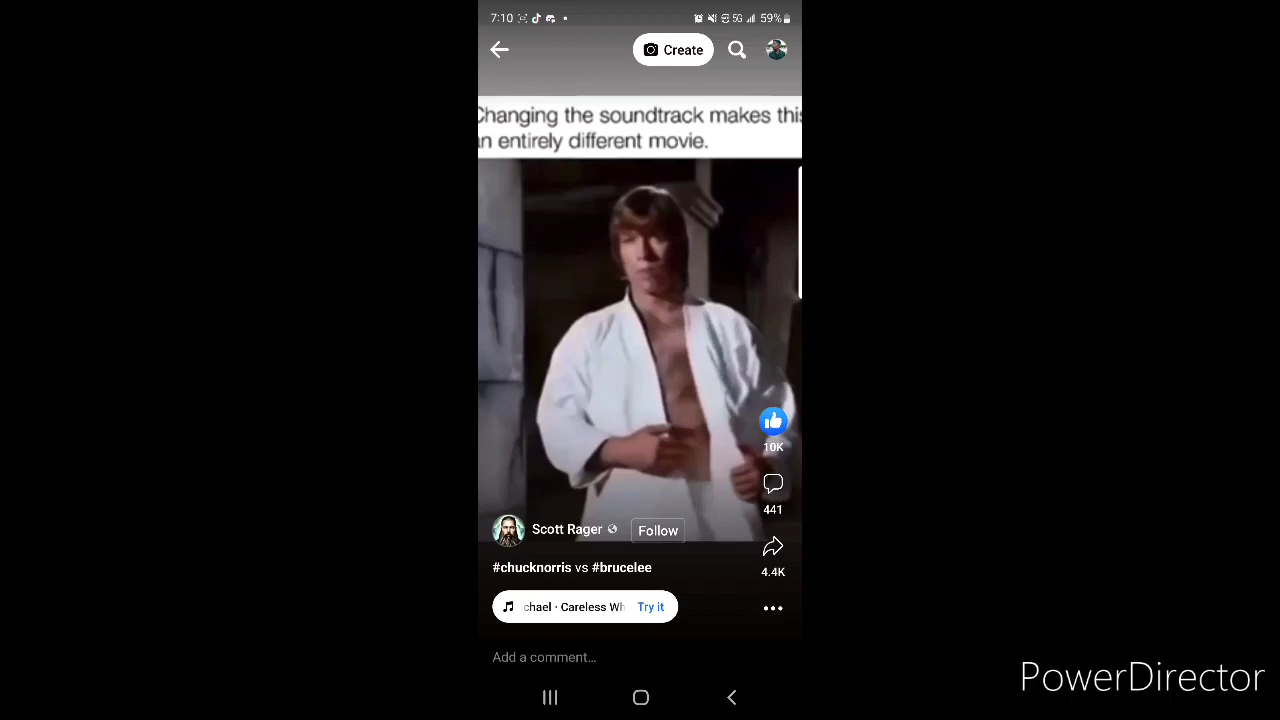 7:10 5G 59%
Create
Changing the soundtrack makes this
an entirely different movie.
10K
441
Scott Rager Follow
#chucknorris vs #brucelee
4.4K
chael · Careless Wh Try it
Add a comment...
PowerDirector